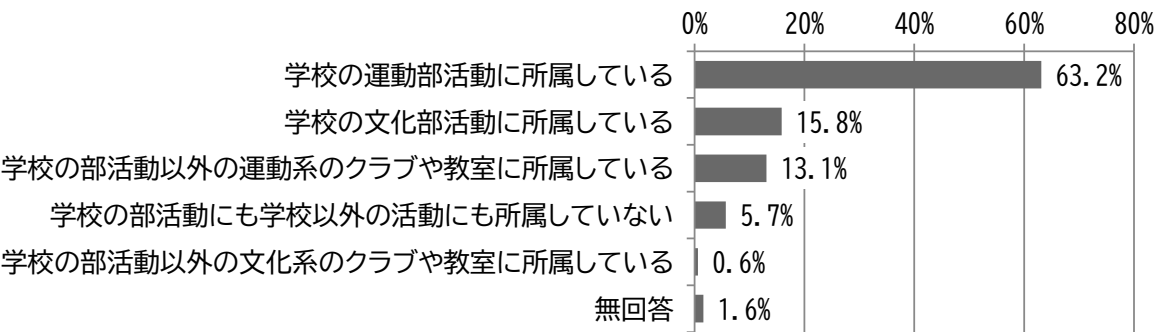 0% 20% 40% 60% 80%
学校の運動部活動に所属している 63.2%
学校の文化部活動に所属している 15.8%
学校の部活動以外の運動系のクラブや教室に所属している 13.1%
学校の部活動にも学校以外の活動にも所属していない 5.7%
学校の部活動以外の文化系のクラブや教室に所属している 0.6%
無回答 1.6%